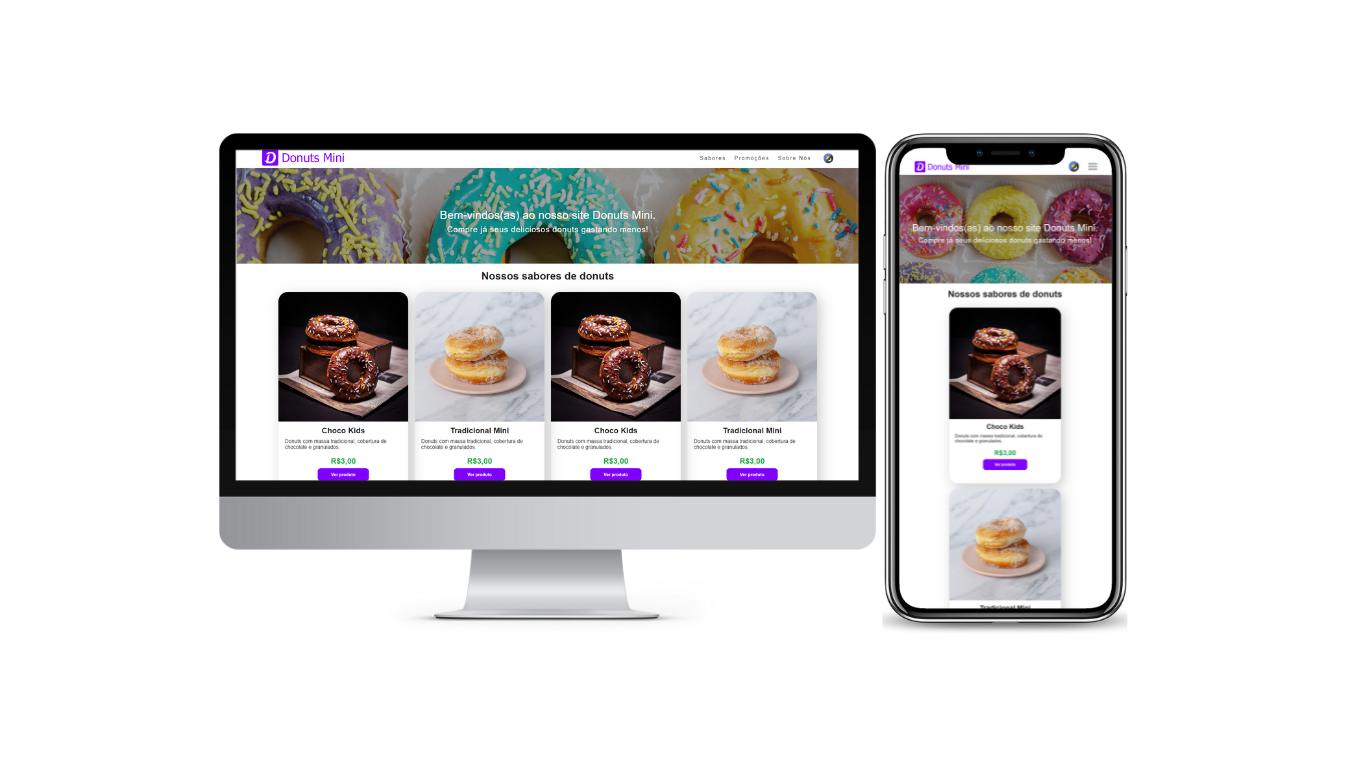 D Donuts Mini
Sabores Promoções Sobre Nós
Bem-vindos(as) ao nosso site Donuts Mini.
Compre já seus deliciosos donuts gastando menos!
Nossos sabores de donuts
Choco Kids
Donuts com massa tradicional, cobertura de
chocolate e granulados.
R$3,00
Ver produto
Tradicional Mini
Donuts com massa tradicional, cobertura de
chocolate e granulados.
R$3,00
Ver produto
Choco Kids
Donuts com massa tradicional, cobertura de
chocolate e granulados.
R$3,00
Ver produto
Tradicional Mini
Donuts com massa tradicional, cobertura de
chocolate e granulados.
R$3,00
Ver produto
D Donuts Mini
Bem-vindos(as) ao nosso site Donuts Mini.
Compre já seus deliciosos donuts gastando menos!
Nossos sabores de donuts
Choco Kids
Donuts com massa tradicional, cobertura de
chocolate e granulados.
R$3,00
Ver produto
Tradicional Mini